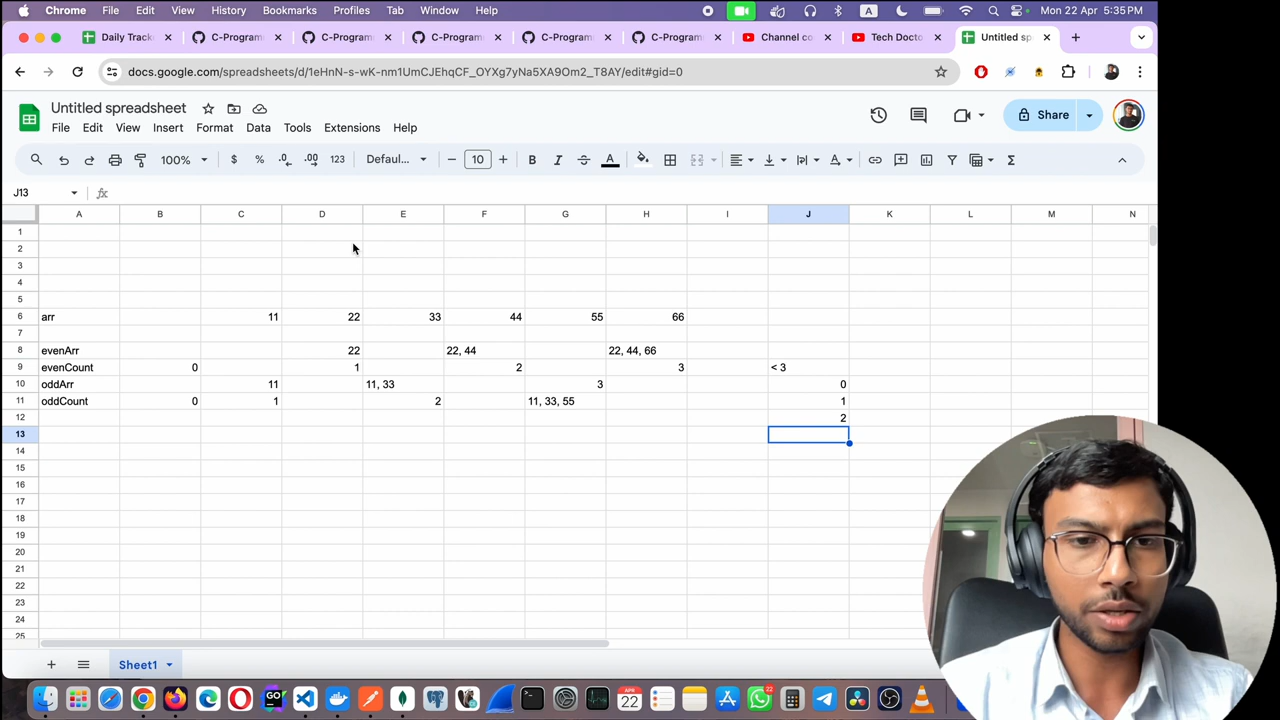 Chrome File Edit View History Bookmarks Profiles Tab Window Help A Mon 22 Apr 5:35 PM
Daily Track C-Program C-Program C-Program C-Program C-Program Channel co Tech Docto Untitled sp
docs.google.com/spreadsheets/d/1eHnN-s-wK-nm1UnCJEhqCF_OYXg7yNa5XA9Om2_T8AY/edit#gid=0
Untitled spreadsheet
Share
File Edit View Insert Format Data Tools Extensions Help
100% $ % .0 .00 123 Defaul... 10 B I A
J13 fx
A B C D E F G H I J K L M N
1
2
3
4
5
6 arr 11 22 33 44 55 66
7
8 evenArr 22 22, 44 22, 44, 66
9 evenCount 0 1 2 3 < 3
10 oddArr 11 11, 33 3 0
11 oddCount 0 1 2 11, 33, 55 1
12 2
13
14
15
16
17
18
19
20
21
22
23
24
25
Sheet1
GO
APR
22
22